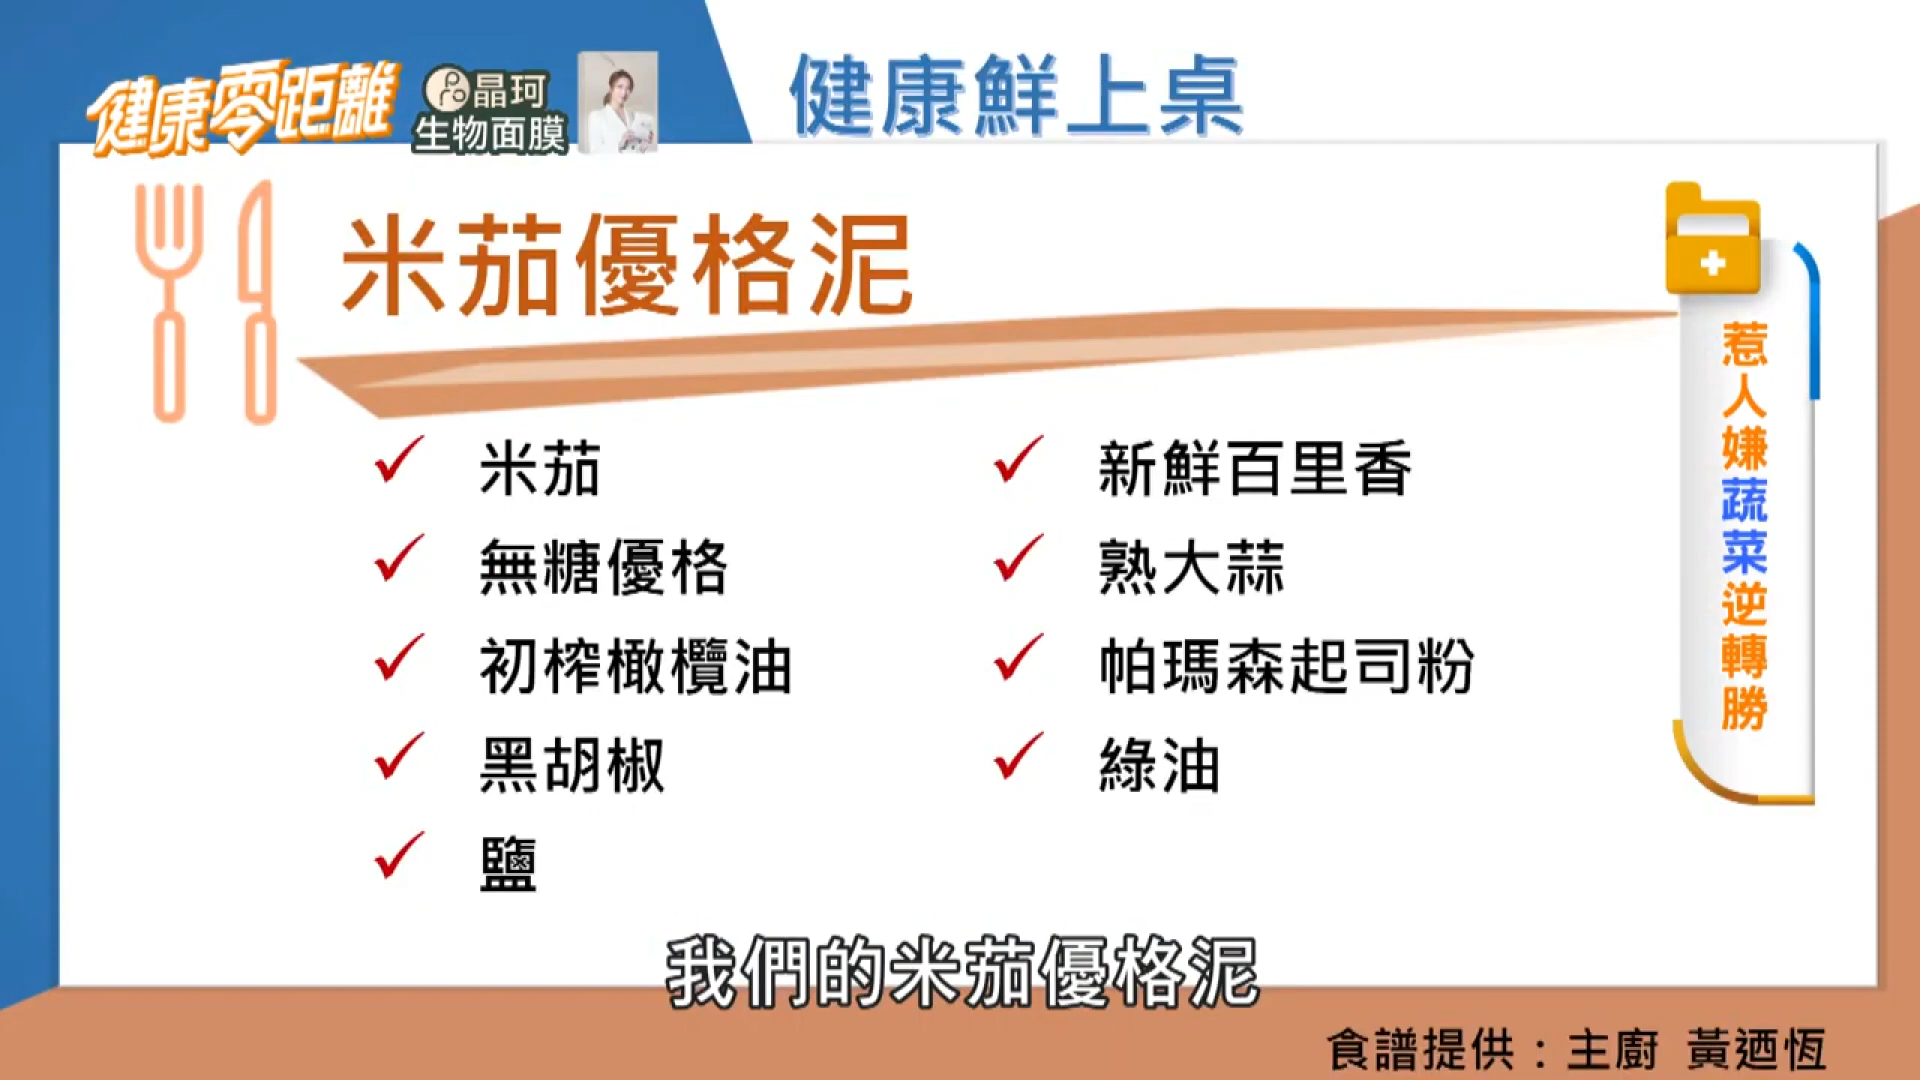 健康零距離
Pro晶珂
生物面膜
健康鮮上桌
米茄優格泥
米茄
無糖優格
初榨橄欖油
黑胡椒
鹽
新鮮百里香
熟大蒜
帕瑪森起司粉
綠油
惹人嫌蔬菜逆轉勝
我們的米茄優格泥
食譜提供：主廚 黃迺恆